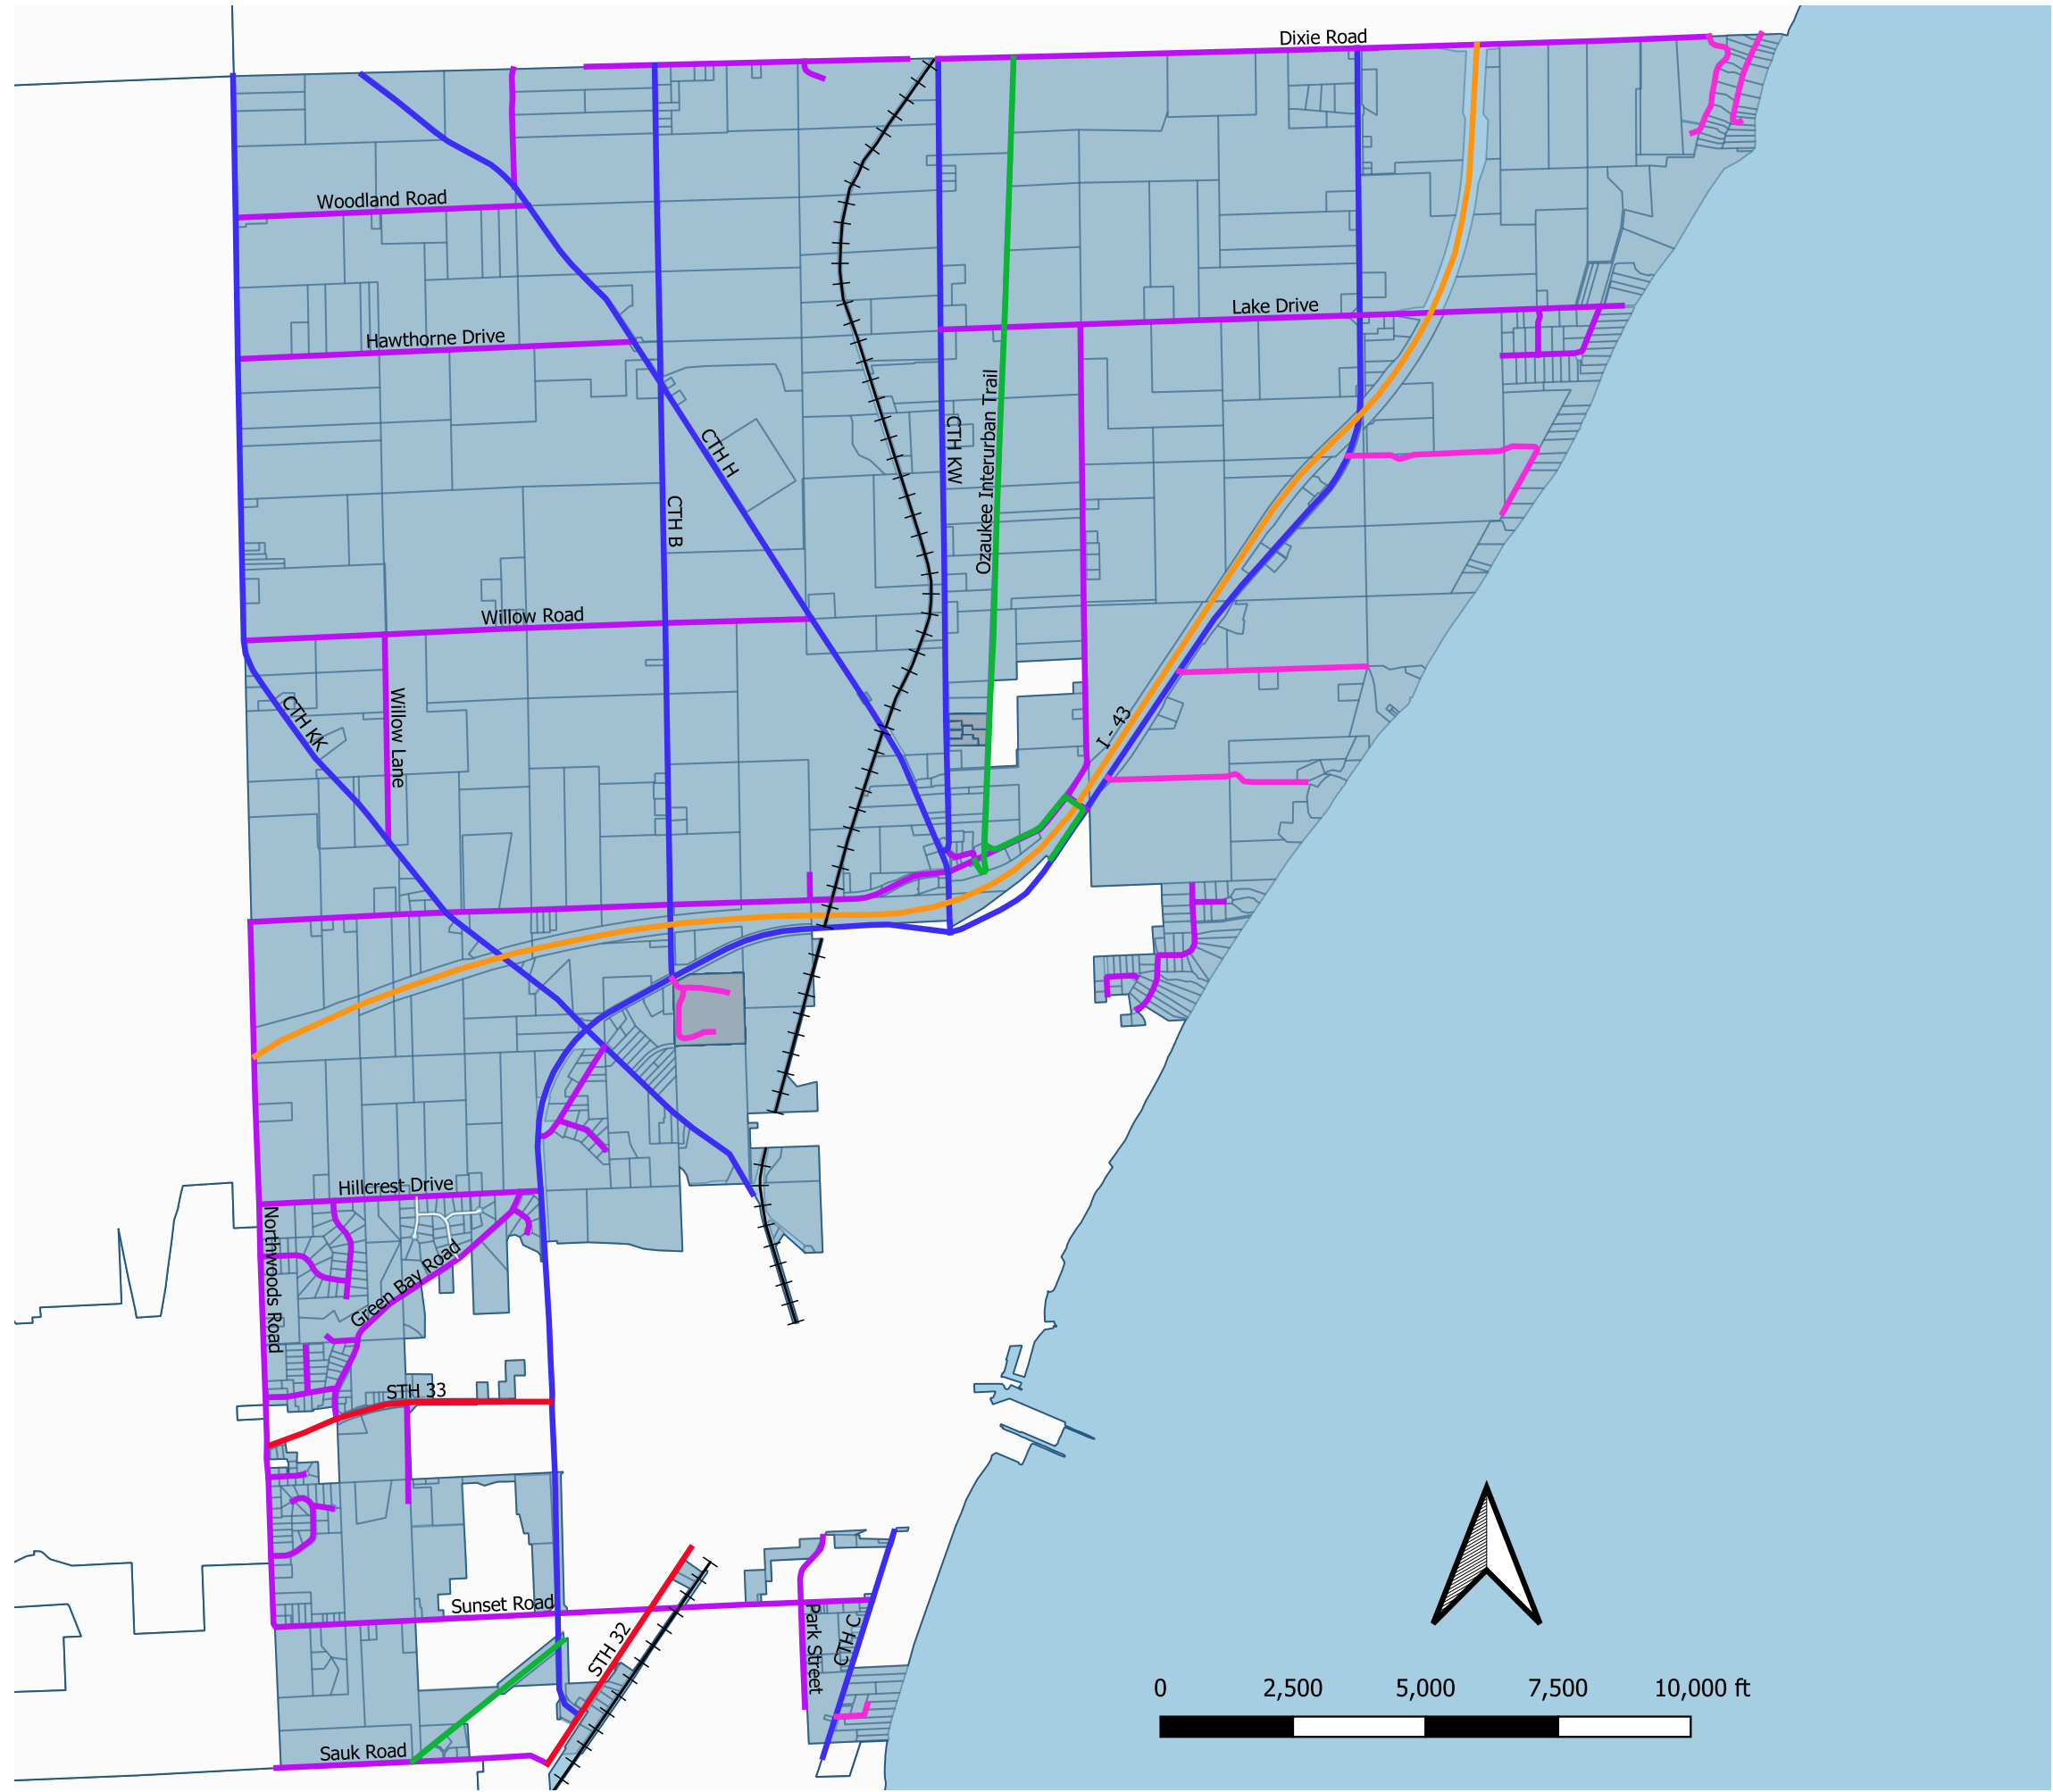 Dixie Road
Woodland Road
Lake Drive
Hawthorne Drive
CTH H
CTH KW
Ozaukee Interurban Trail
CTH B
Willow Road
CTH KK
Willow Lane
I - 43
Hillcrest Drive
Northwoods Road
Green Bay Road
STH 33
Sunset Road
STH 32
Park Street
CTH C
Sauk Road
0 2,500 5,000 7,500 10,000 ft